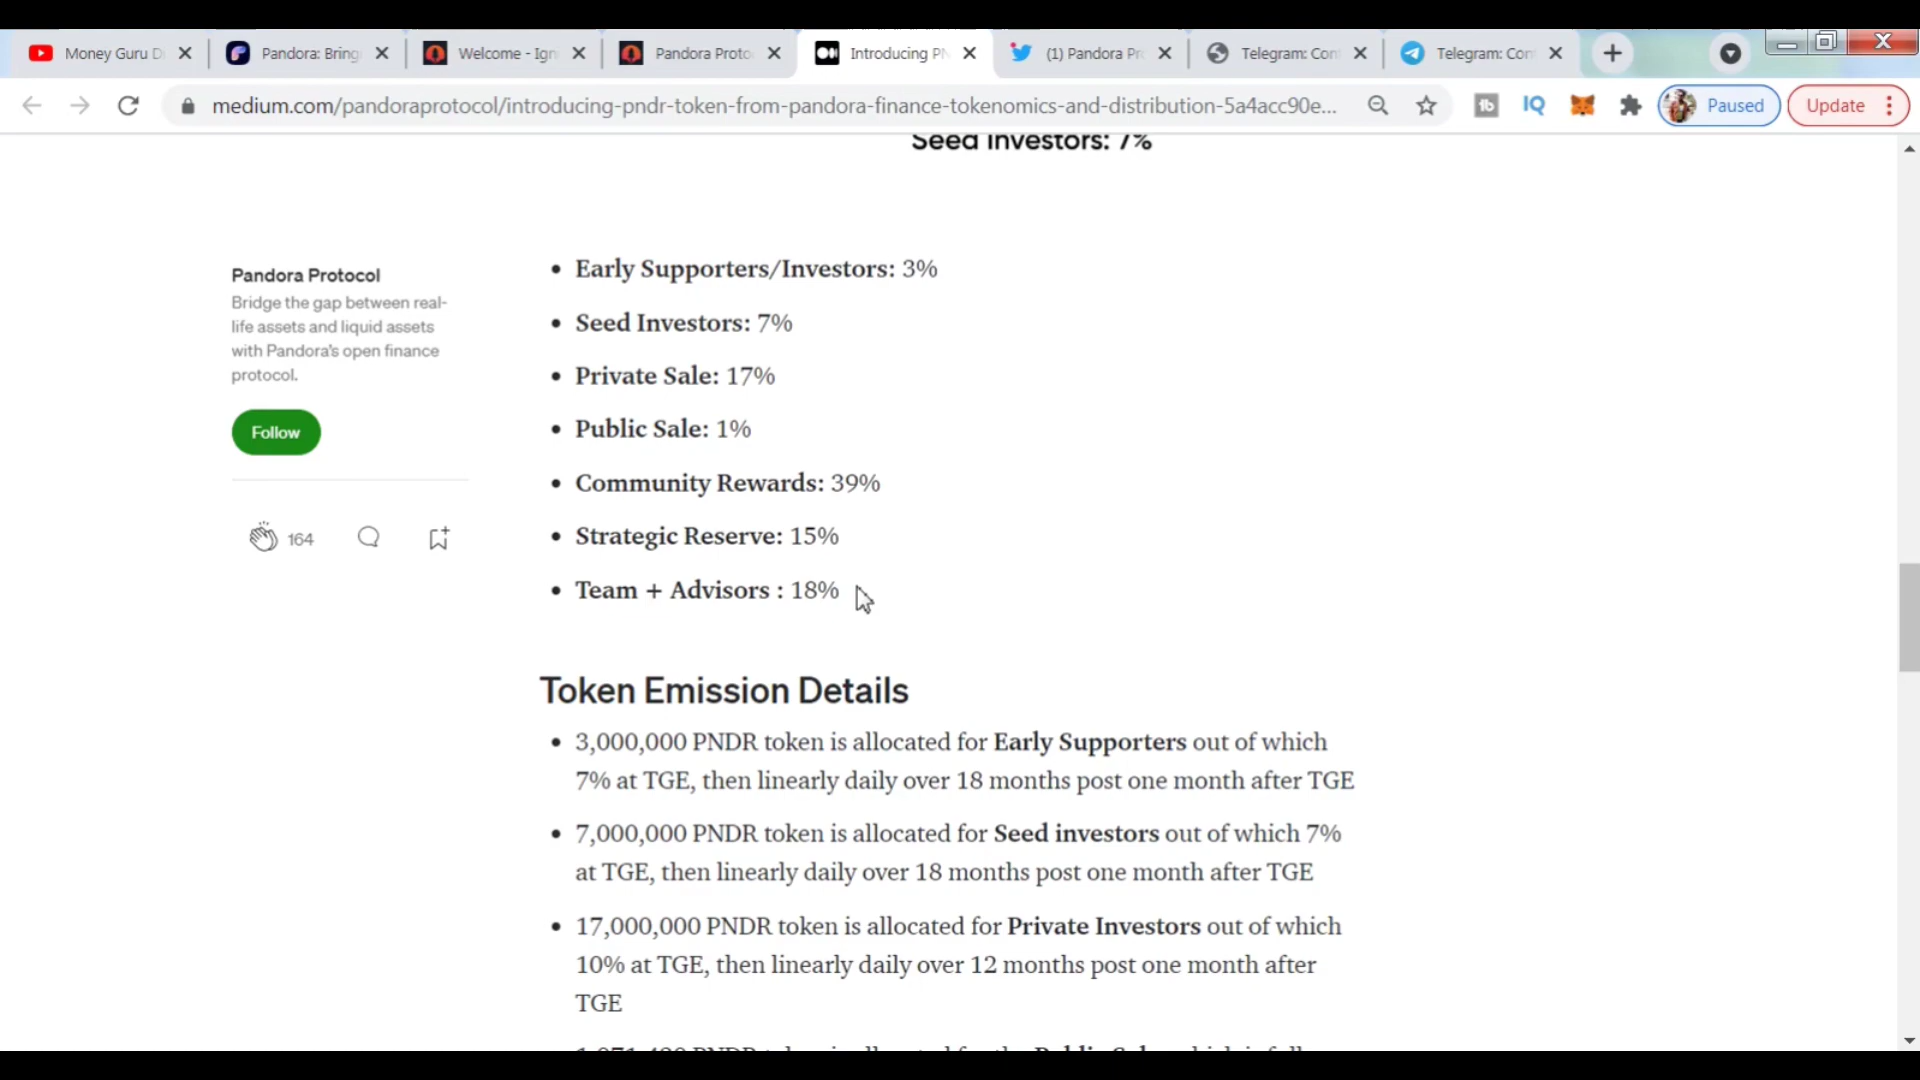 Money Guru D
Pandora: Bring
Welcome - Ign
Pandora Proto
Introducing PN
(1) Pandora Pr
Telegram: Con
Telegram: Con
medium.com/pandoraprotocol/introducing-pndr-token-from-pandora-finance-tokenomics-and-distribution-5a4acc90e...
tb
IQ
Paused
Update
Seed Investors: 7%
Pandora Protocol
Bridge the gap between real-
life assets and liquid assets
with Pandora's open finance
protocol.
Follow
164
• Early Supporters/Investors: 3%
• Seed Investors: 7%
• Private Sale: 17%
• Public Sale: 1%
• Community Rewards: 39%
• Strategic Reserve: 15%
• Team + Advisors : 18%
Token Emission Details
• 3,000,000 PNDR token is allocated for Early Supporters out of which
7% at TGE, then linearly daily over 18 months post one month after TGE
• 7,000,000 PNDR token is allocated for Seed investors out of which 7%
at TGE, then linearly daily over 18 months post one month after TGE
• 17,000,000 PNDR token is allocated for Private Investors out of which
10% at TGE, then linearly daily over 12 months post one month after
TGE